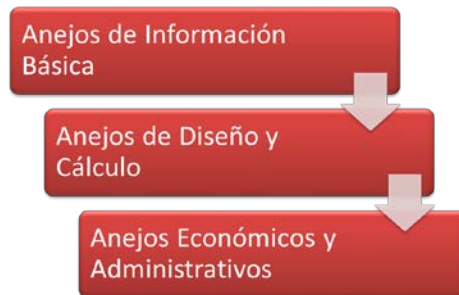 Anejos de Información
Básica
Anejos de Diseño y
Cálculo
Anejos Económicos y
Administrativos